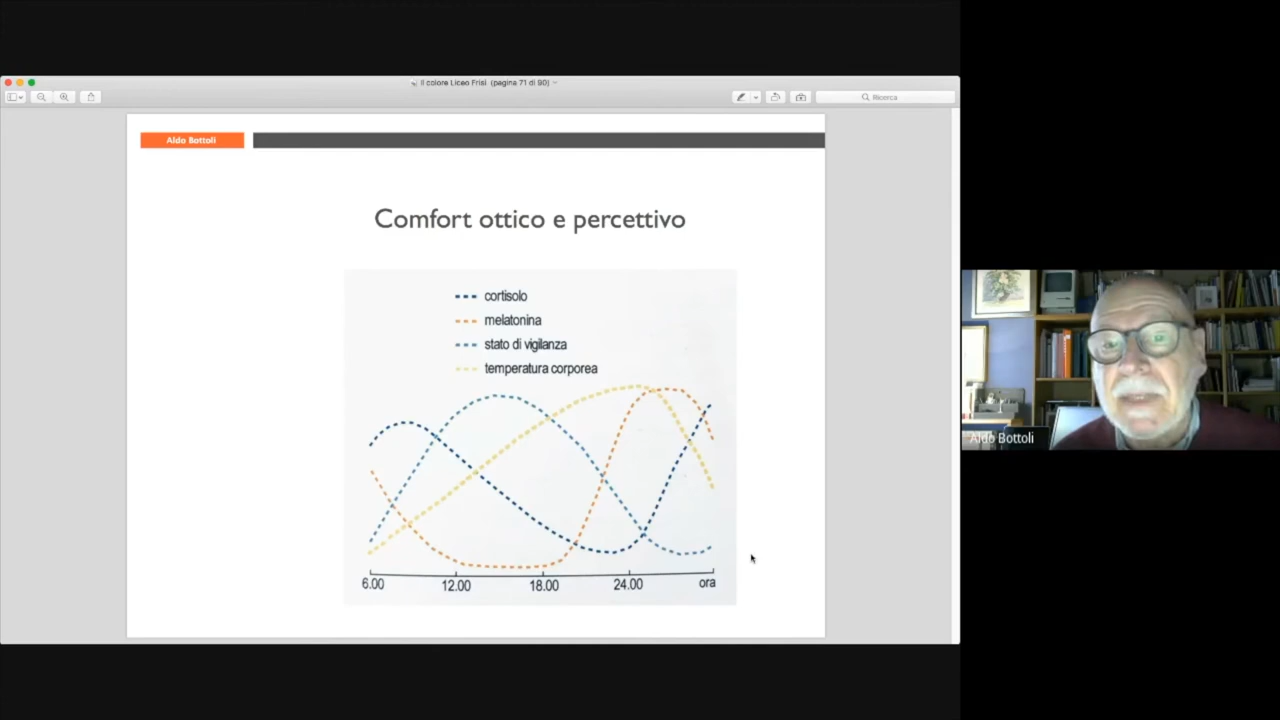 Il colore Liceo Frisi (pagina 71 di 90)
Ricerca
Aldo Bottoli
Comfort ottico e percettivo
cortisolo
melatonina
stato di vigilanza
temperatura corporea
6.00 12.00 18.00 24.00 ora
Aldo Bottoli